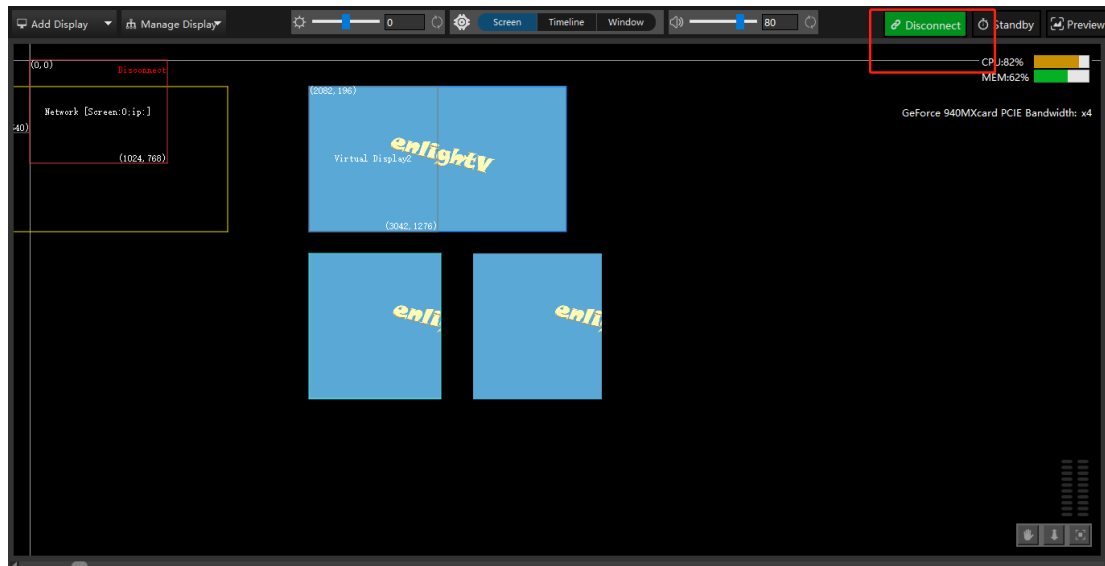 Add Display Manage Display 0 Screen Timeline Window 80 Disconnect Standby Preview
(0,0) Disconnect CPU:82%
MEM:62%
(2082,196)
Network [Screen:0;ip:] GeForce 940MXcard PCIE Bandwidth: x4
40)
enlightV
(1024,768) Virtual Display2
(3042,1276)
enli enli